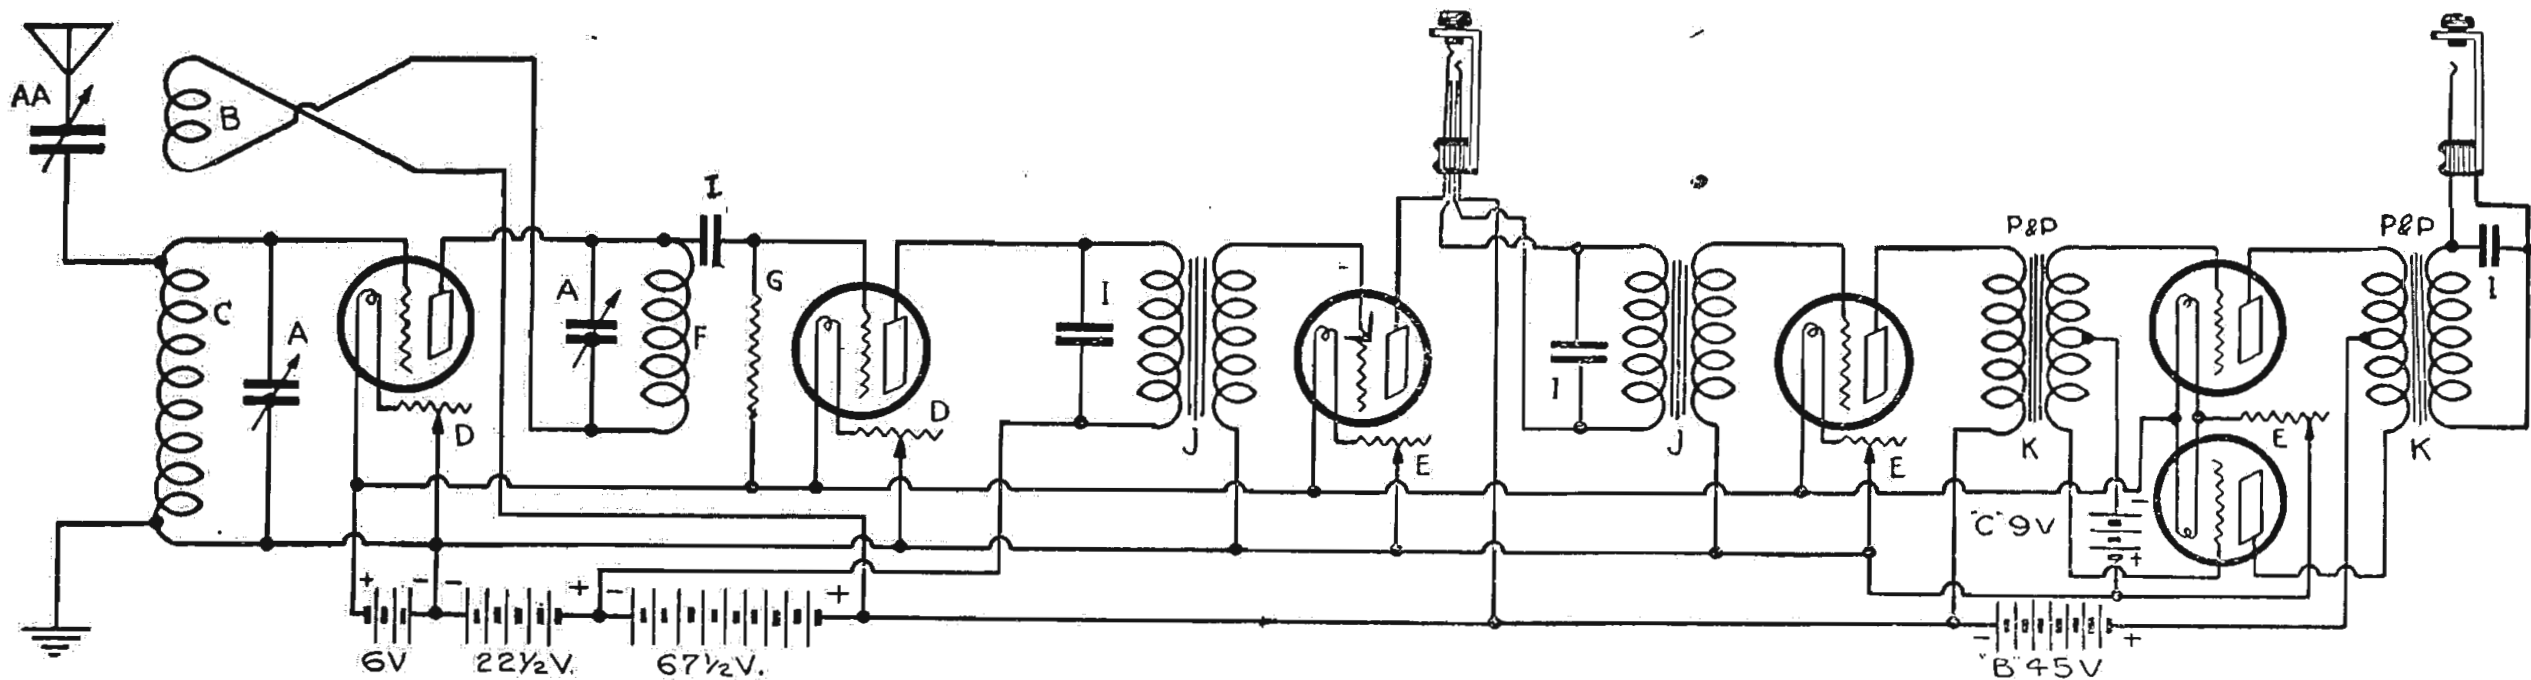 AA
B
I
C
A
D
A
F
G
D
I
J
E
I
J
E
P&P
K
"C" 9V
-
+
E
P&P
K
I
+ - - + - +
6V 22½V. 67½V.
- +
"B" 45V